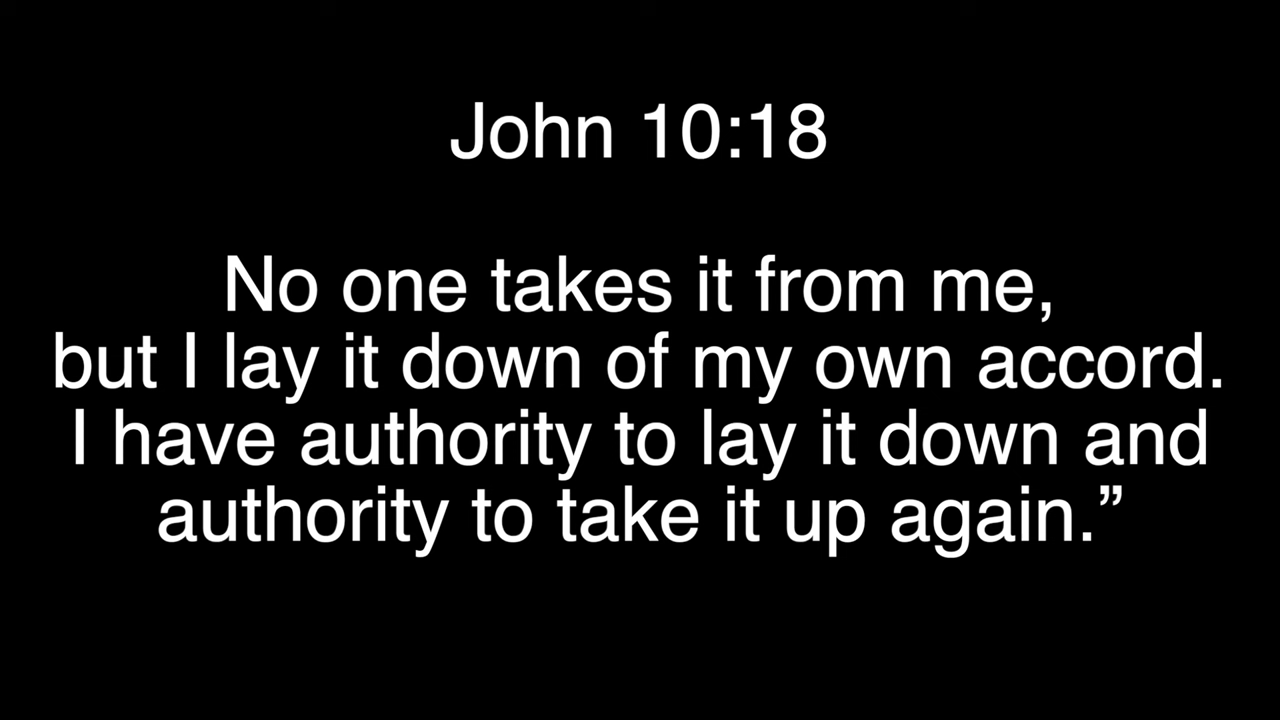 John 10:18
No one takes it from me,
but I lay it down of my own accord.
I have authority to lay it down and
authority to take it up again.”